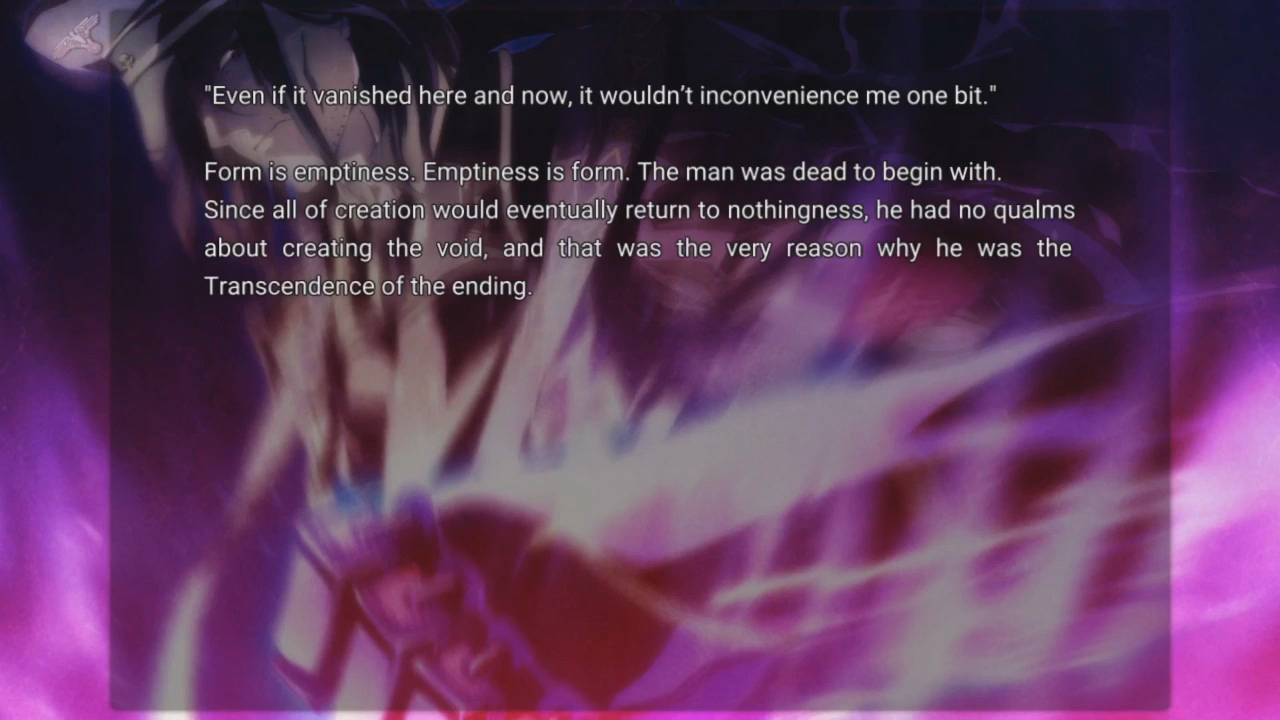 "Even if it vanished here and now, it wouldn’t inconvenience me one bit."
Form is emptiness. Emptiness is form. The man was dead to begin with.
Since all of creation would eventually return to nothingness, he had no qualms
about creating the void, and that was the very reason why he was the
Transcendence of the ending.